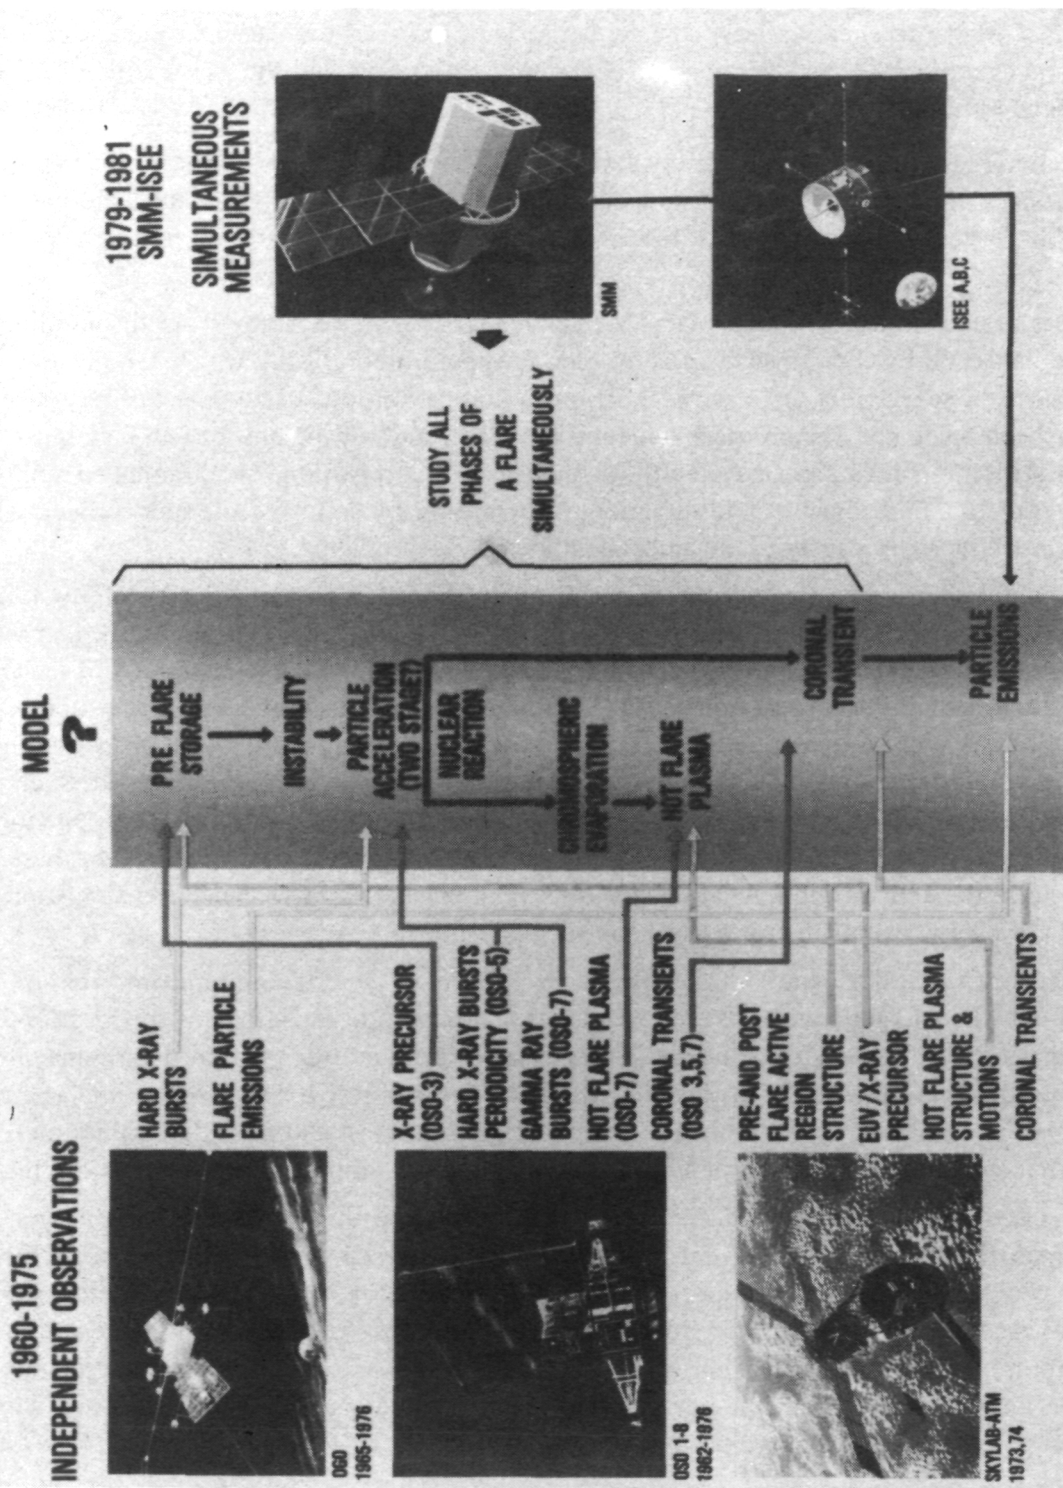 1960-1975
INDEPENDENT OBSERVATIONS
OGO
1965-1976
OSO 1-8
1962-1976
SKYLAB-ATM
1973,74
HARD X-RAY
BURSTS
FLARE PARTICLE
EMISSIONS
X-RAY PRECURSOR
(OSO-3)
HARD X-RAY BURSTS
PERIODICITY (OSO-5)
GAMMA RAY
BURSTS (OSO-7)
HOT FLARE PLASMA
(OSO-7)
CORONAL TRANSIENTS
(OSO 3,5,7)
PRE-AND POST
FLARE ACTIVE
REGION
STRUCTURE
EUV/X-RAY
PRECURSOR
HOT FLARE PLASMA
STRUCTURE &
MOTIONS
CORONAL TRANSIENTS
MODEL
?
PRE FLARE
STORAGE
INSTABILITY
PARTICLE
ACCELERATION
(TWO STAGE?)
NUCLEAR
REACTION
CHROMOSPHERIC
EVAPORATION
HOT FLARE
PLASMA
CORONAL
TRANSIENT
PARTICLE
EMISSIONS
STUDY ALL
PHASES OF
A FLARE
SIMULTANEOUSLY
1979-1981
SMM-ISEE
SIMULTANEOUS
MEASUREMENTS
SMM
ISEE A,B,C